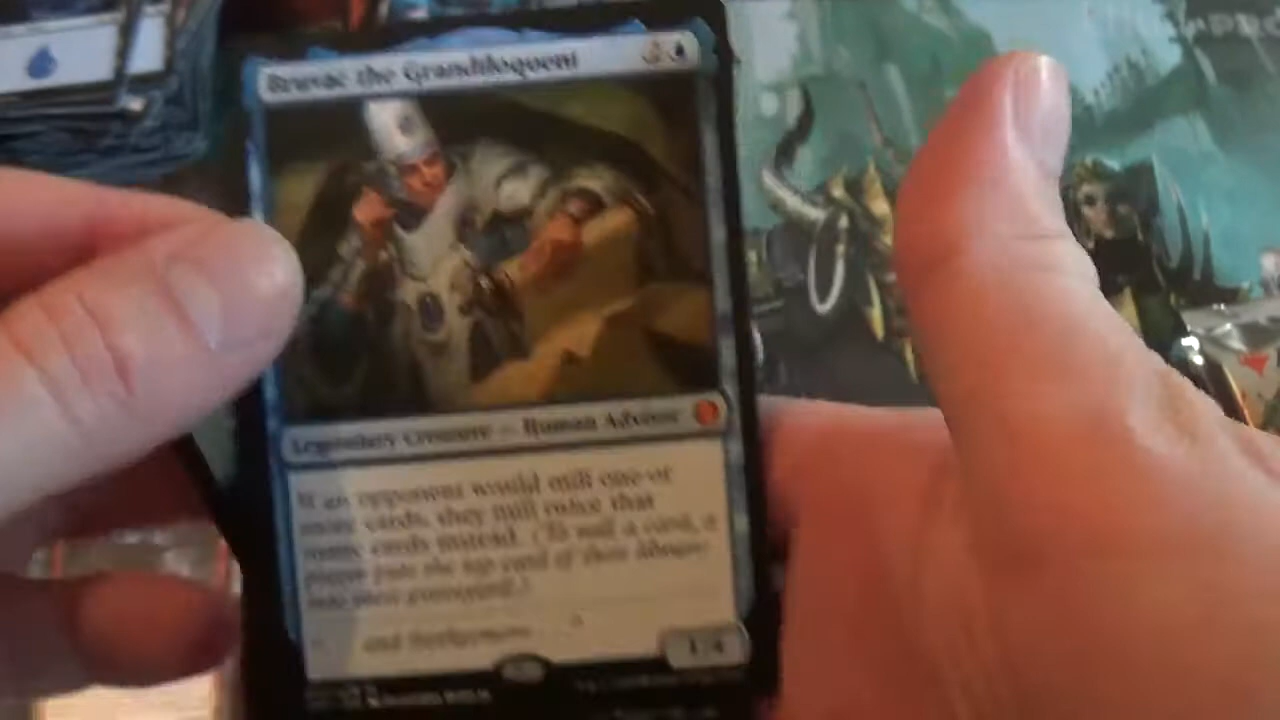 Bruvac the Grandiloquent
Legendary Creature — Human Advisor
If an opponent would mill one or
more cards, they mill twice that
many cards instead. (To mill a card, a
player puts the top card of their library
into their graveyard.)
and furthermore
1/4